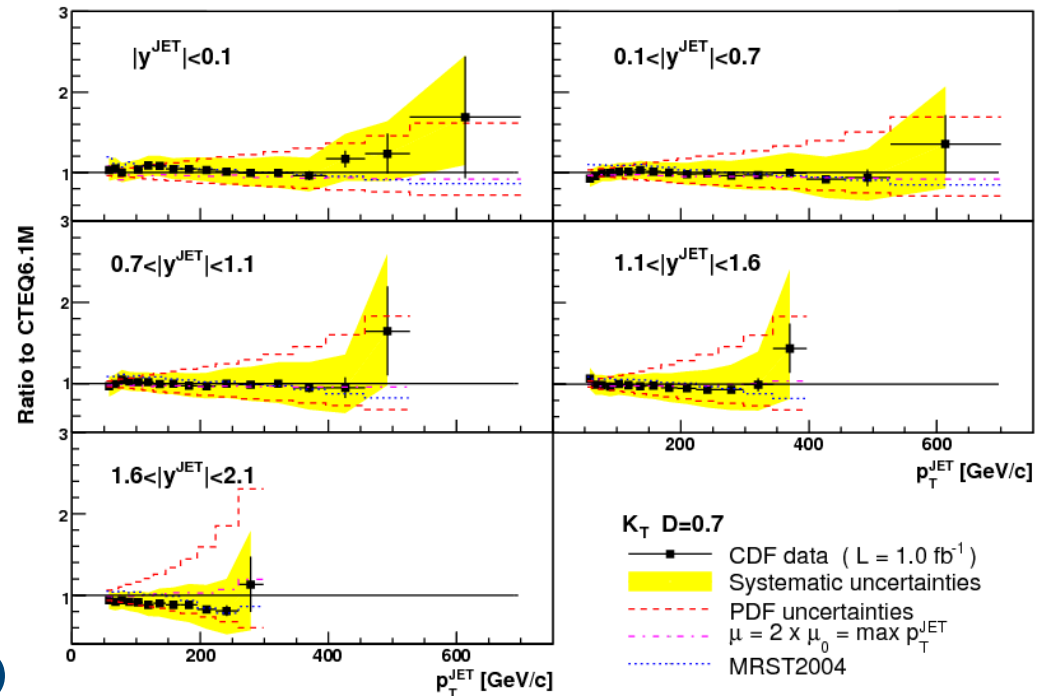 3
|y^JET|<0.1
0.1<|y^JET|<0.7
2
1
3
0.7<|y^JET|<1.1
1.1<|y^JET|<1.6
2
1
Ratio to CTEQ6.1M
200 400 600
p_T^JET [GeV/c]
3
1.6<|y^JET|<2.1
2
1
0 200 400 600
p_T^JET [GeV/c]
K_T D=0.7
CDF data ( L = 1.0 fb^-1 )
Systematic uncertainties
PDF uncertainties
μ = 2 x μ_0 = max p_T^JET
MRST2004